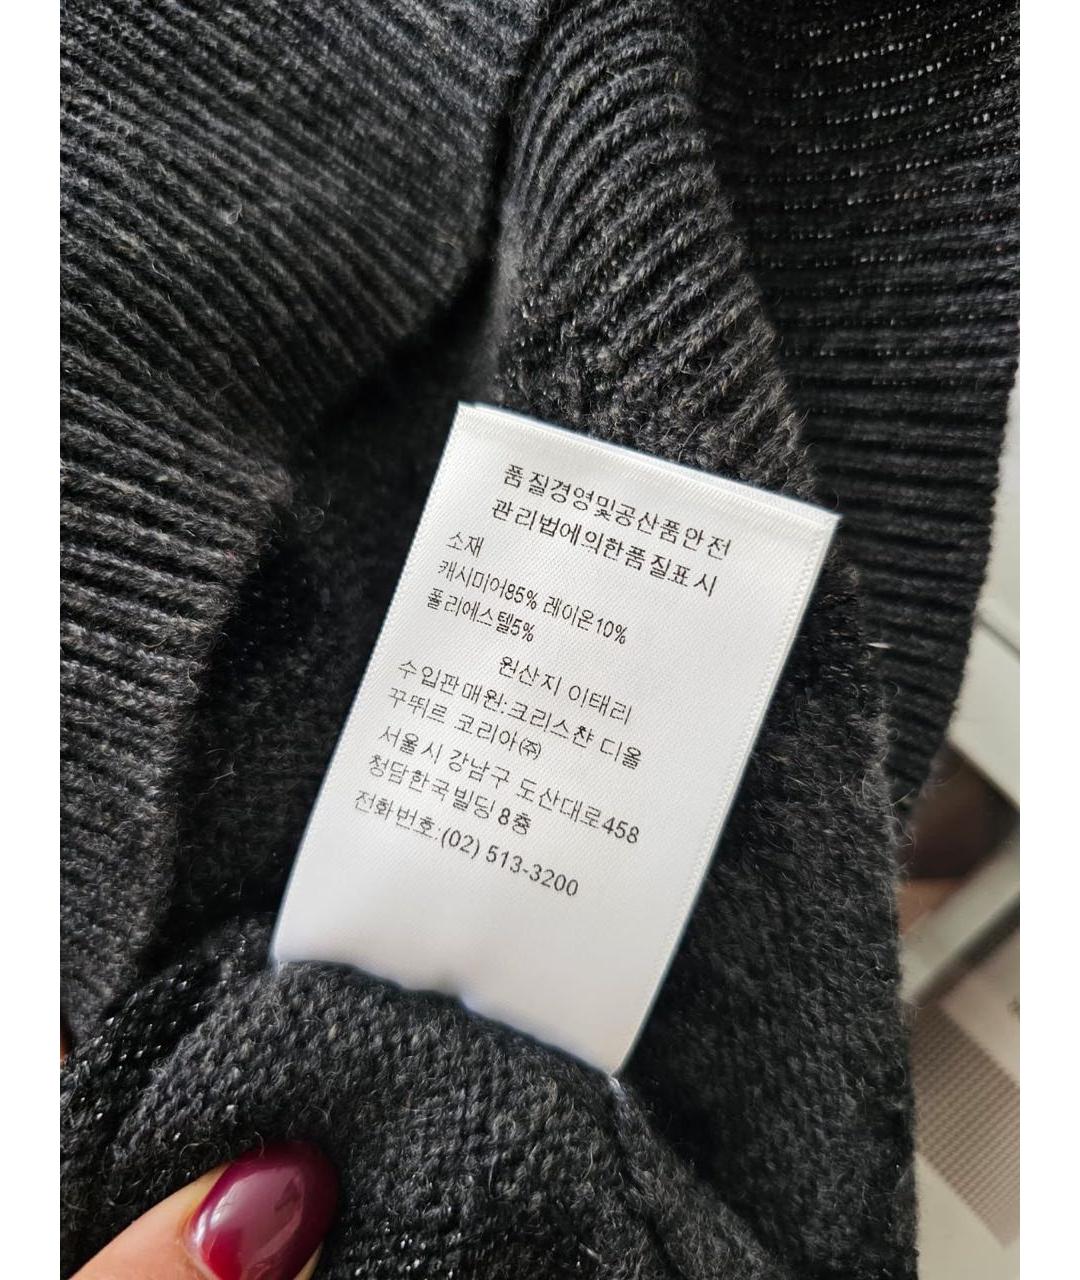 품질경영및공산품안전
관리법에의한품질표시
소재
캐시미어85% 레이온10%
폴리에스텔5%
원산지 이태리
수입판매원:크리스챤 디올
꾸뛰르 코리아㈜
서울시 강남구 도산대로458
청담한국빌딩 8층
전화번호:(02) 513-3200